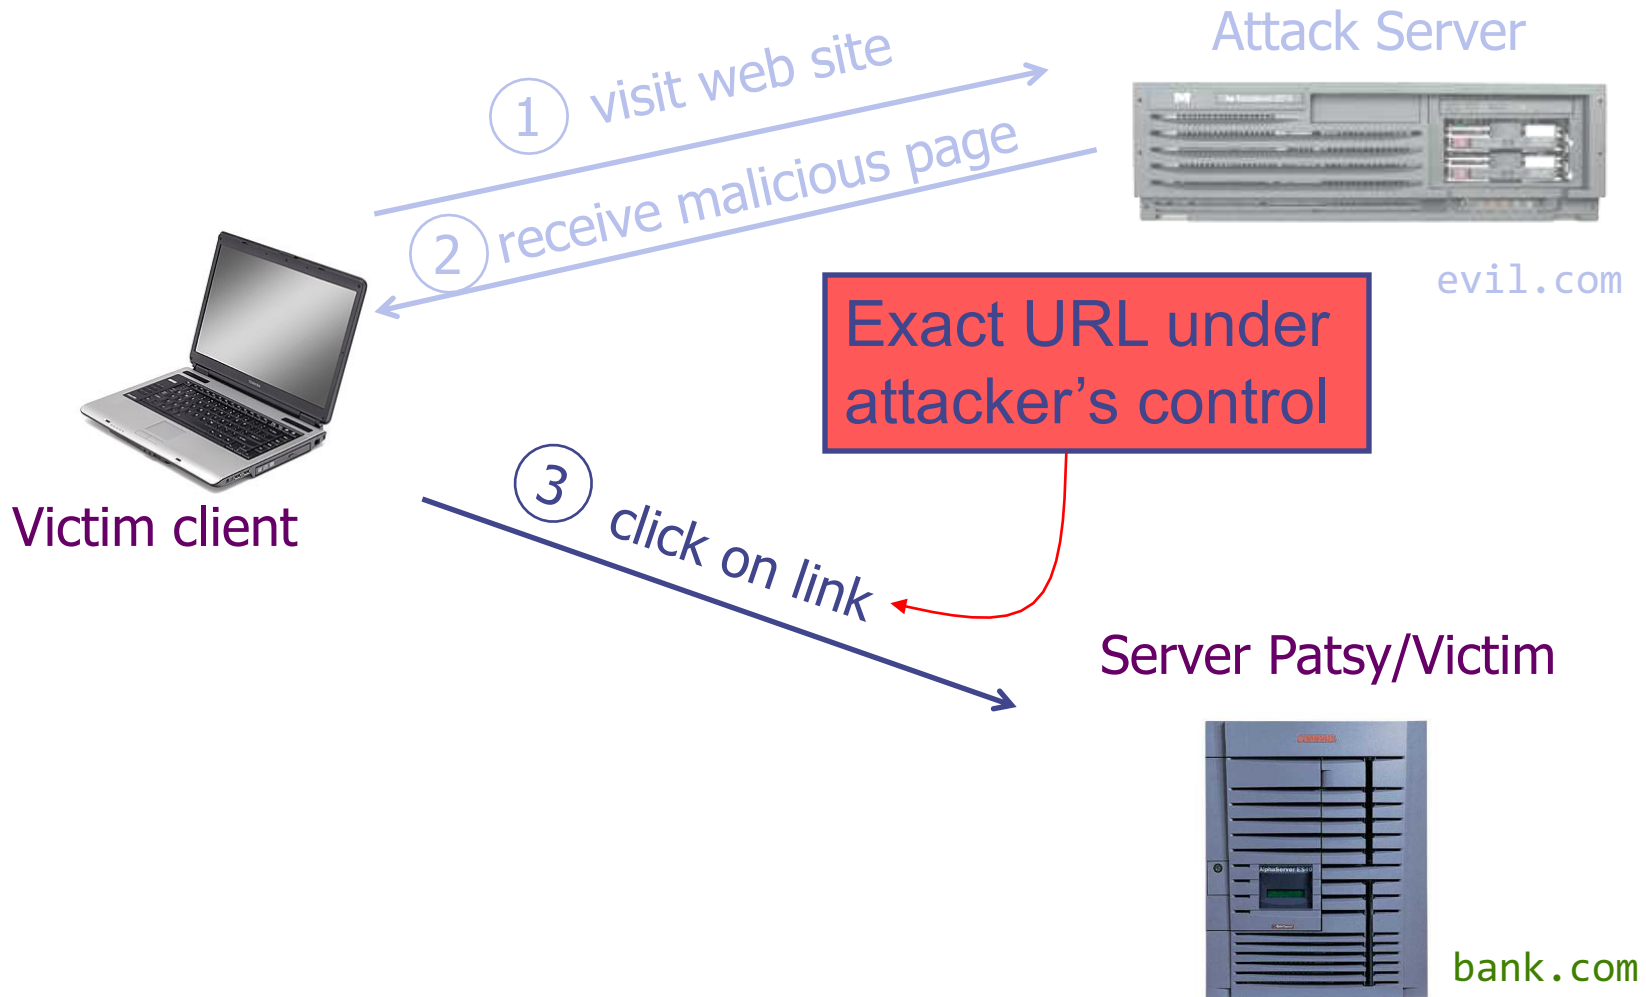 Attack Server
1 visit web site
2 receive malicious page
evil.com
Exact URL under
attacker’s control
3 click on link
Victim client
Server Patsy/Victim
bank.com